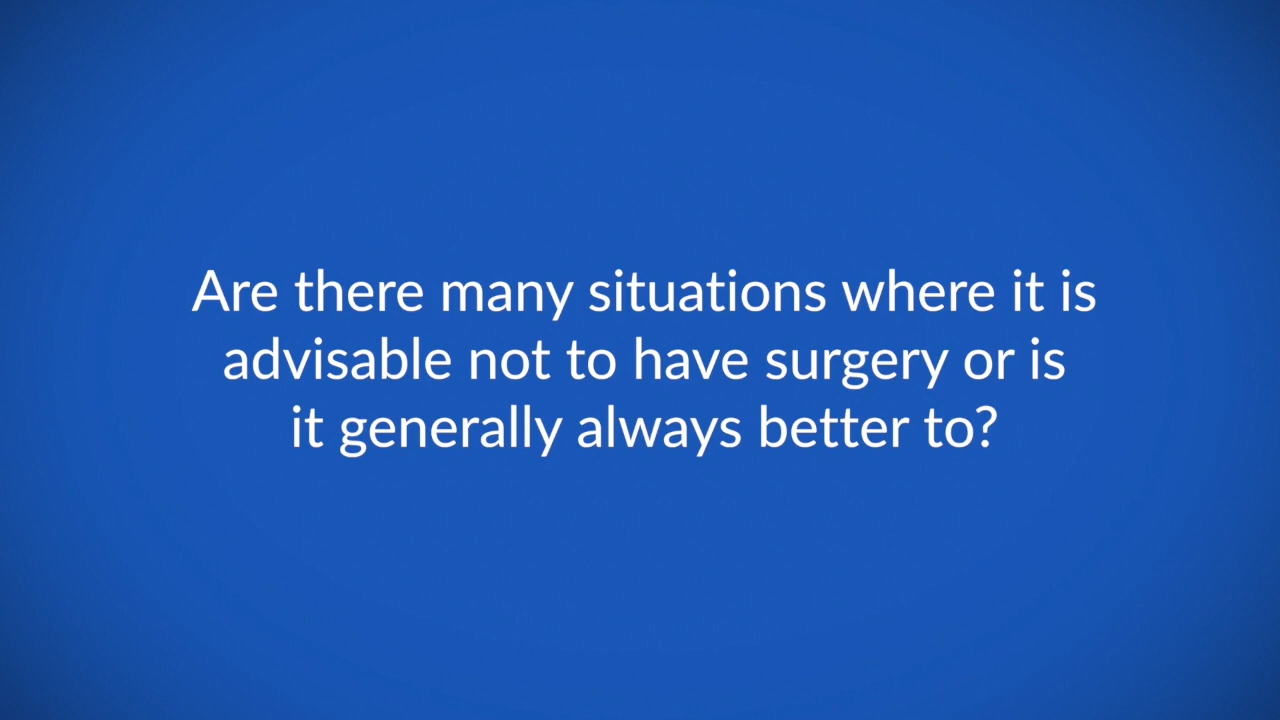 Are there many situations where it is
advisable not to have surgery or is
it generally always better to?